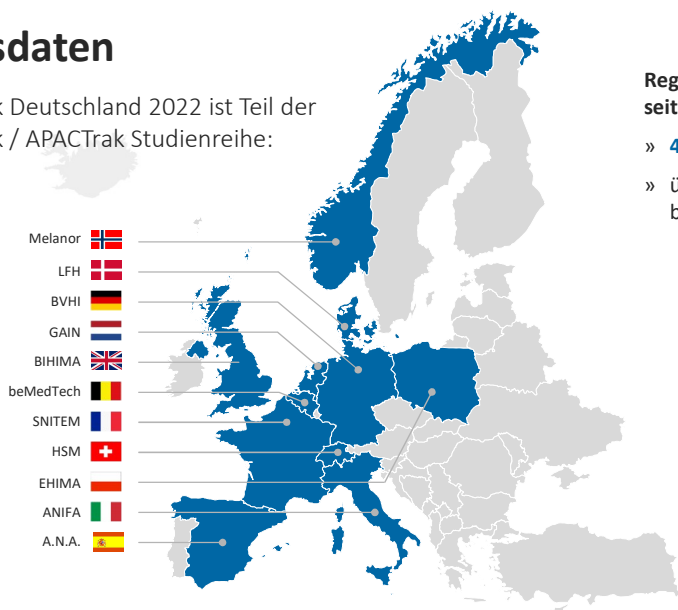 sdaten
k Deutschland 2022 ist Teil der
k / APACTrak Studienreihe:
Reg
seit
» 4
» ü
b
Melanor
LFH
BVHI
GAIN
BIHIMA
beMedTech
SNITEM
HSM
EHIMA
ANIFA
A.N.A.